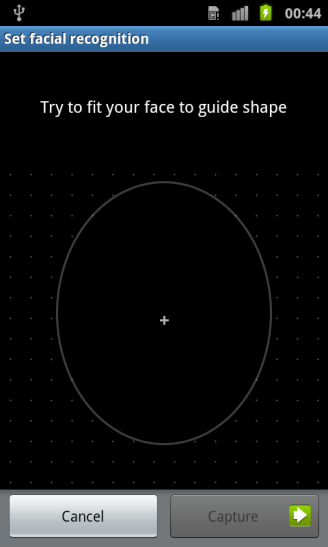 00:44
Set facial recognition
Try to fit your face to guide shape
Cancel
Capture